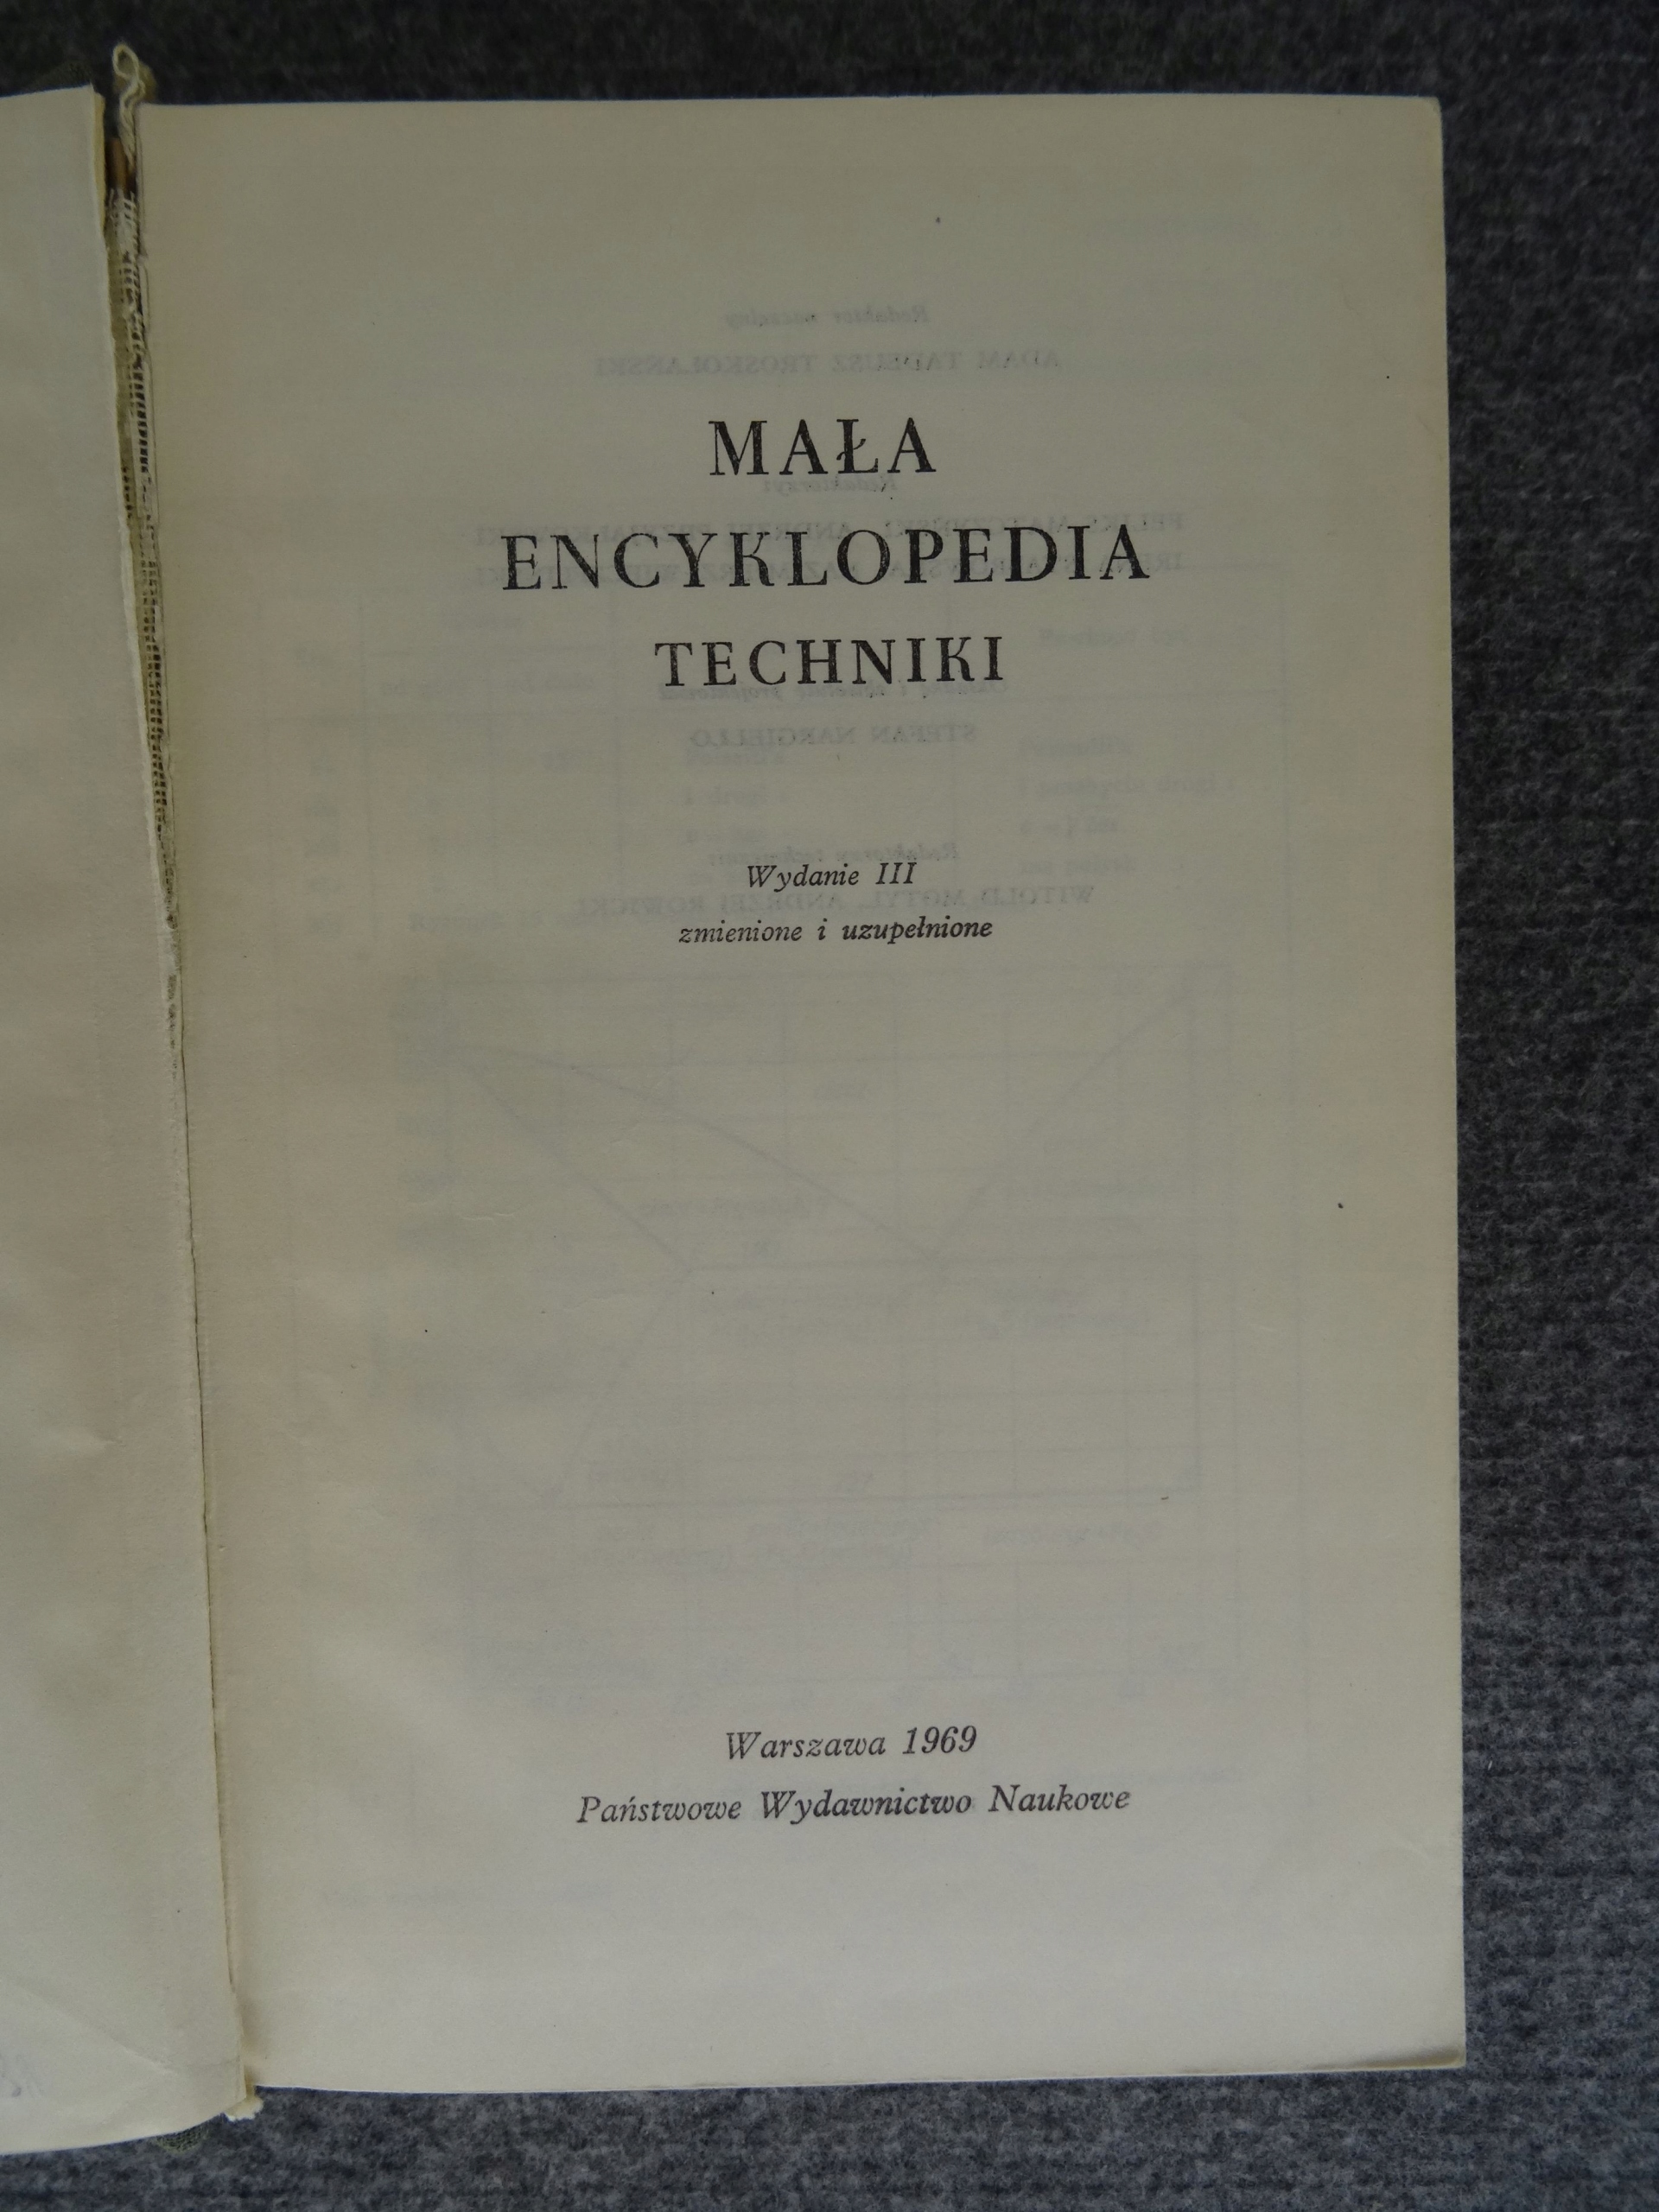 MAŁA
ENCYKLOPEDIA
TECHNIKI
Wydanie III
zmienione i uzupełnione
Warszawa 1969
Państwowe Wydawnictwo Naukowe